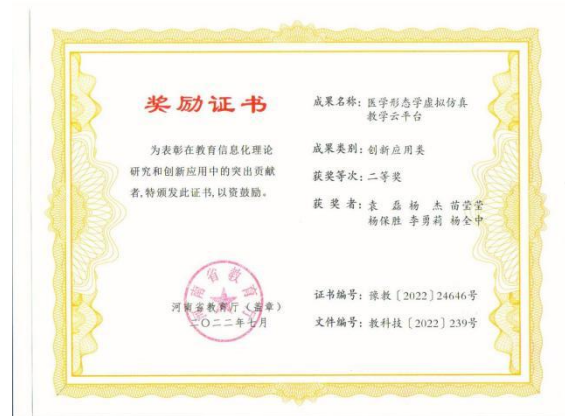 奖励证书
为表彰在教育信息化理论
研究和创新应用中的突出贡献
者,特颁发此证书,以资鼓励。
河南省教育厅(盖章)
二〇二二年七月
河南省教育厅
成果名称:医学形态学虚拟仿真
教学云平台
成果类别:创新应用类
获奖等次:二等奖
获奖者:袁磊 杨杰 苗莹莹
杨保胜 李勇莉 杨全中
证书编号:豫教〔2022〕24646号
文件编号:教科技〔2022〕239号